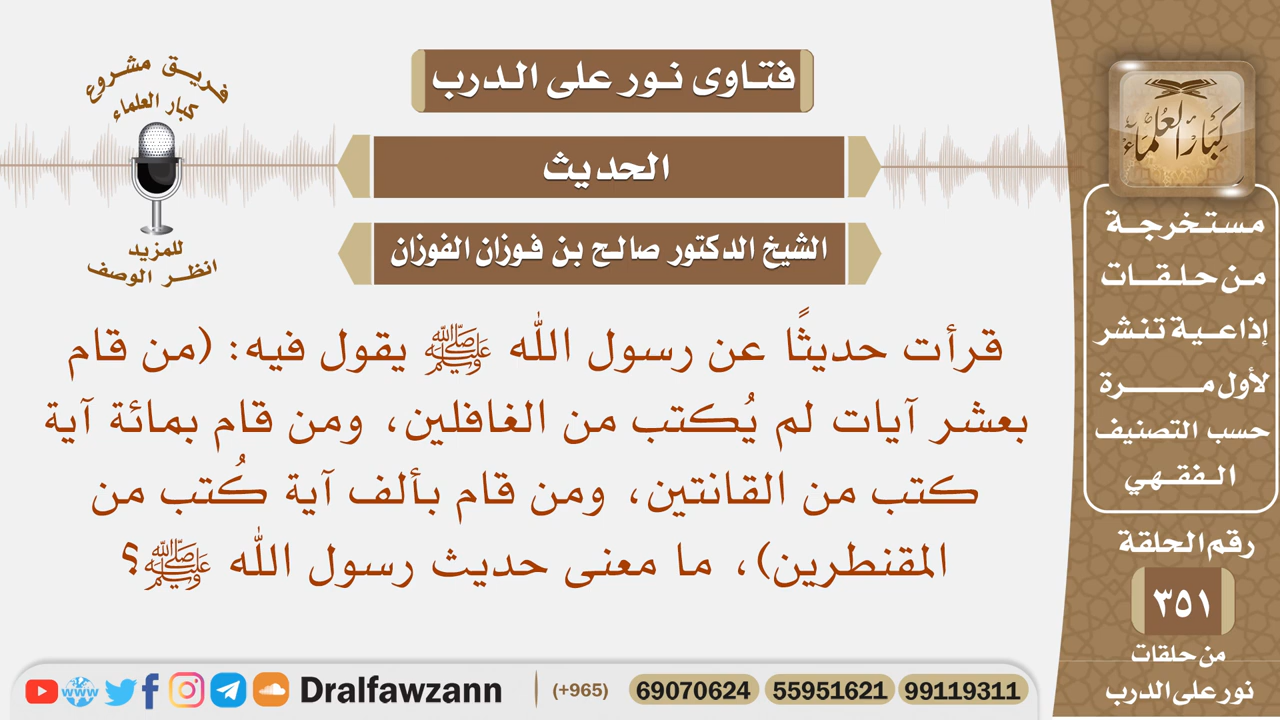 فتاوى نور على الدرب
الحديث
الشيخ الدكتور صالح بن فوزان الفوزان
قرأت حديثًا عن رسول الله ﷺ يقول فيه: (من قام
بعشر آيات لم يُكتب من الغافلين، ومن قام بمائة آية
كتب من القانتين، ومن قام بألف آية كُتب من
المقنطرين)، ما معنى حديث رسول الله ﷺ؟
فريق مشروع
كبار العلماء
للمزيد
انظر الوصف
كِبَار العُلَمَاء
مستخرجة
من حلقات
إذاعية تنشر
لأول مرة
حسب التصنيف
الفقهي
رقم الحلقة
٣٥١
من حلقات
نور على الدرب
www
Dralfawzann
(+965)
69070624
55951621
99119311